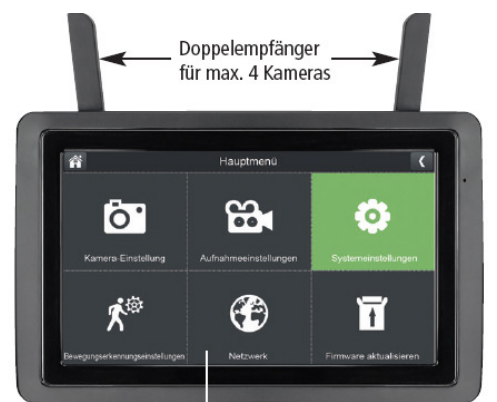 Doppelempfänger
für max. 4 Kameras
Hauptmenü
Kamera-Einstellung
Aufnahmeeinstellungen
Systemeinstellungen
Bewegungserkennungseinstellungen
Netzwerk
Firmware aktualisieren